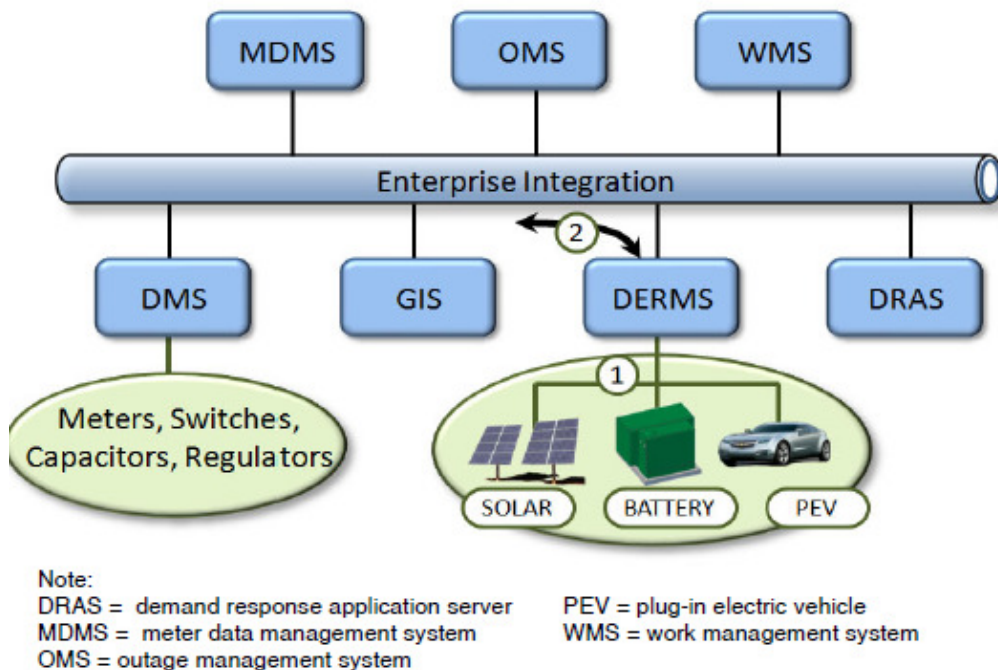 MDMS
OMS
WMS
Enterprise Integration
2
DMS
GIS
DERMS
DRAS
1
Meters, Switches,
Capacitors, Regulators
SOLAR
BATTERY
PEV
Note:
DRAS = demand response application server
MDMS = meter data management system
OMS = outage management system
PEV = plug-in electric vehicle
WMS = work management system